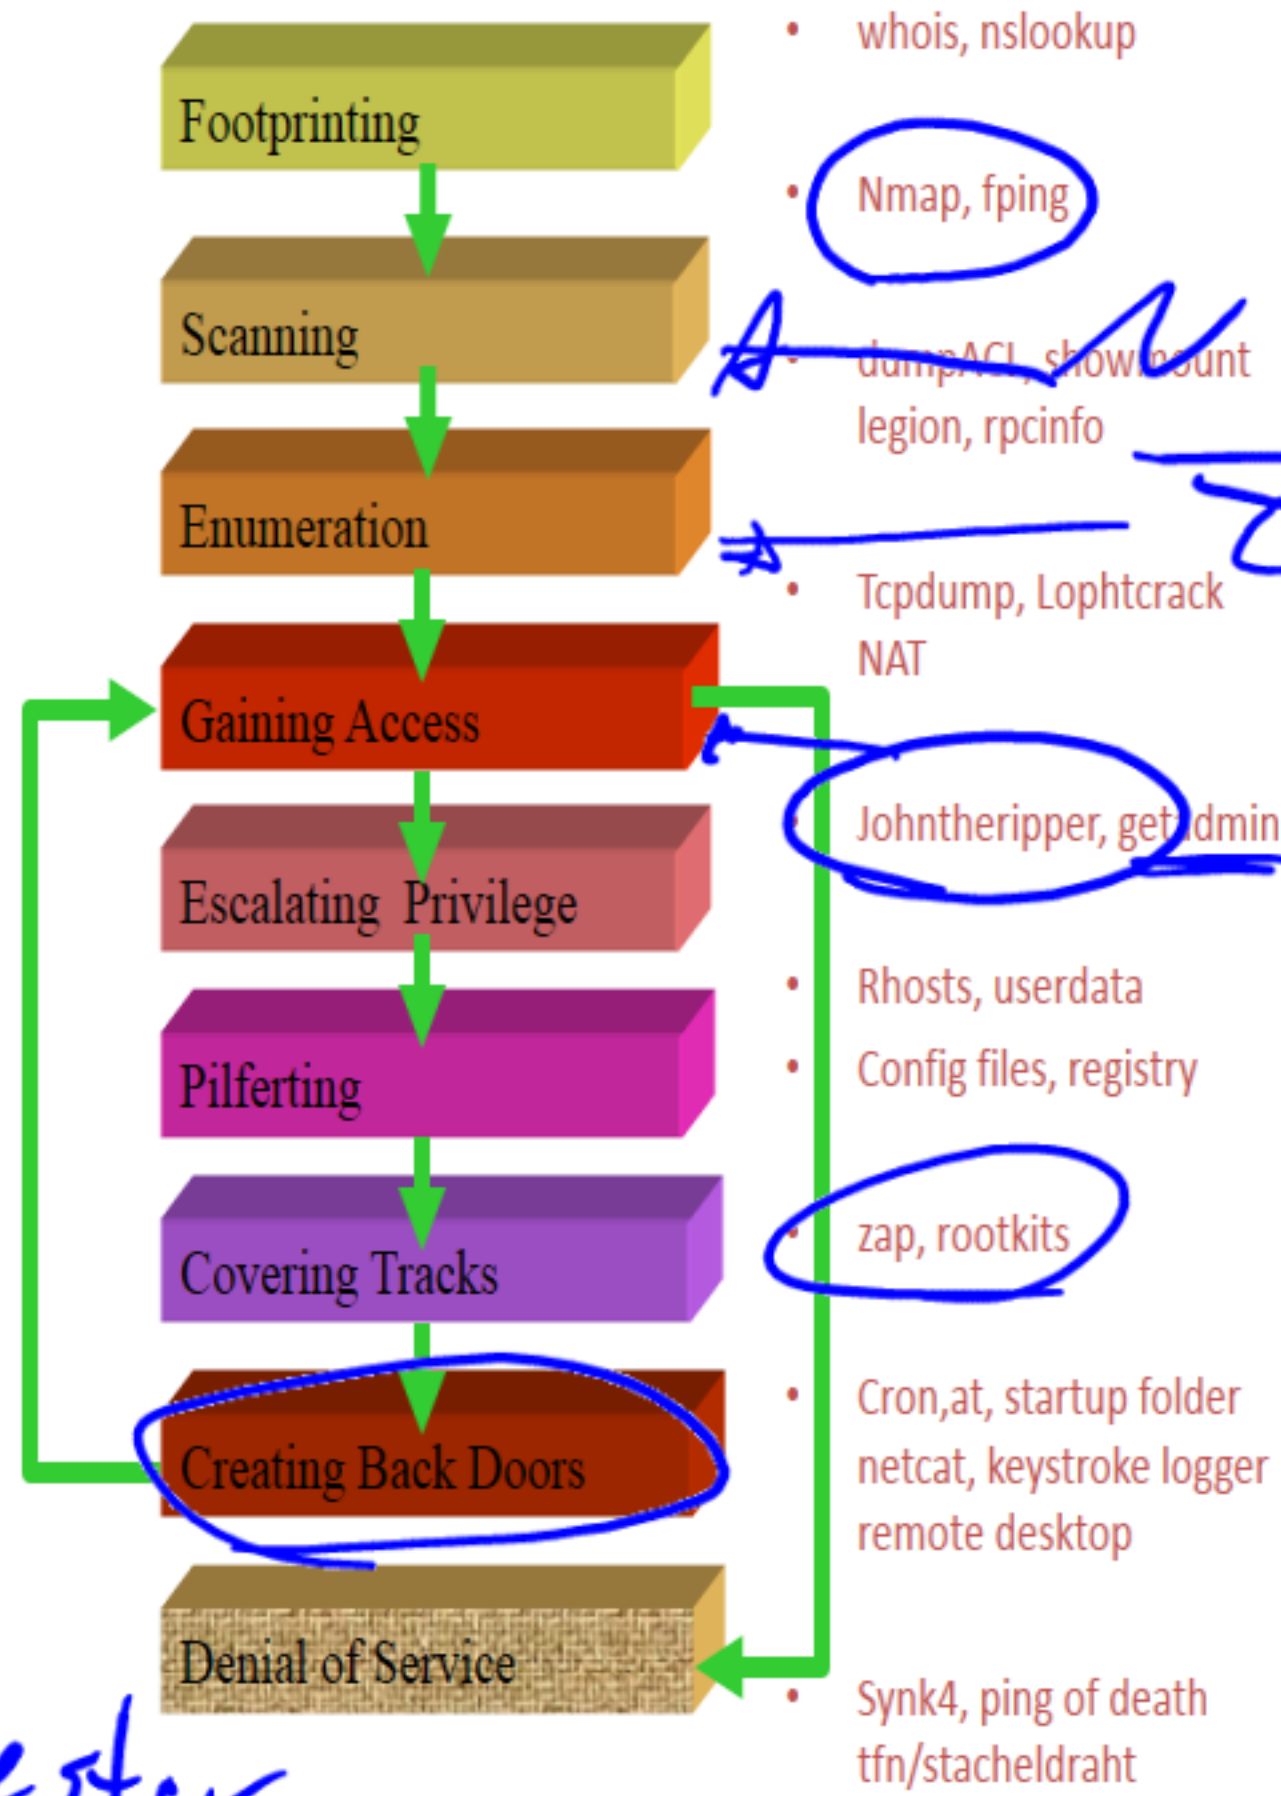 Footprinting
whois, nslookup
Scanning
Nmap, fping
Enumeration
dumpACL, showmount
legion, rpcinfo
Gaining Access
Tcpdump, Lophtcrack
NAT
Escalating Privilege
Johntheripper, getadmin
Pilferting
Rhosts, userdata
Config files, registry
Covering Tracks
zap, rootkits
Creating Back Doors
Cron,at, startup folder
netcat, keystroke logger
remote desktop
Denial of Service
Synk4, ping of death
tfn/stacheldraht